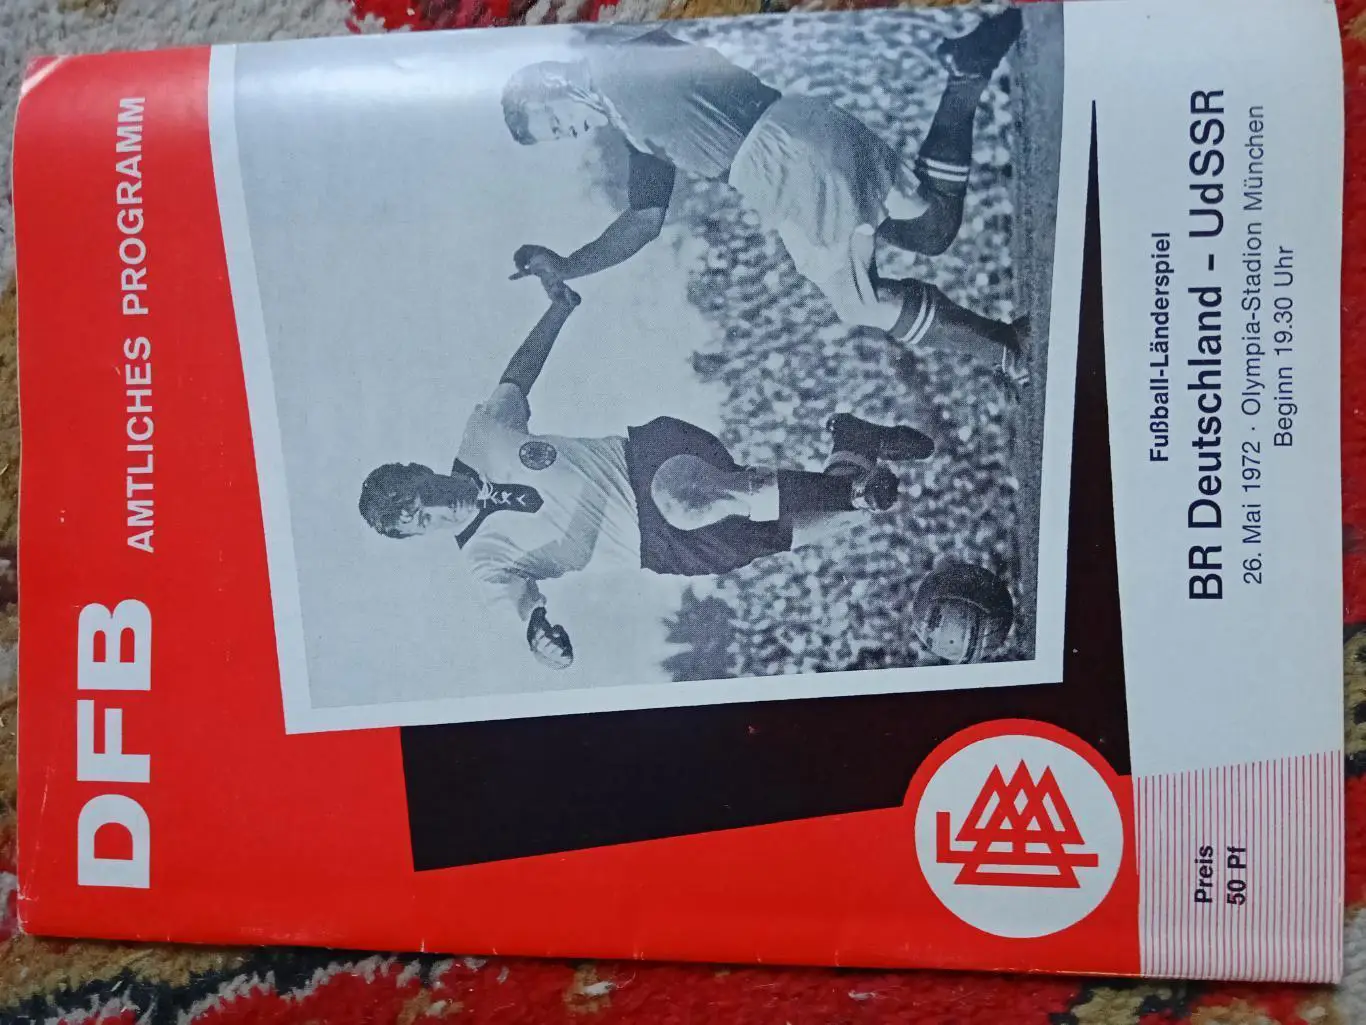 DFB AMTLICHES PROGRAMM
Fußball-Länderspiel
BR Deutschland - UdSSR
26. Mai 1972 · Olympia-Stadion München
Beginn 19.30 Uhr
Preis
50 Pf